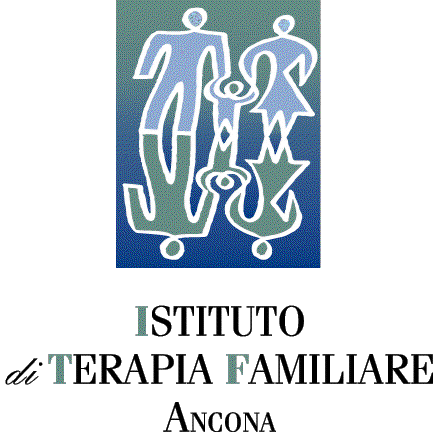 ISTITUTO
di TERAPIA FAMILIARE
ANCONA